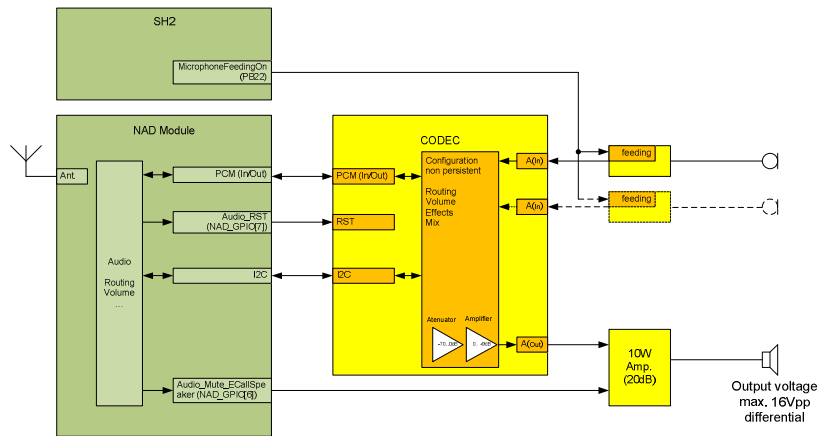 SH2
MicrophoneFeedingOn
(PB22)
NAD Module
Ant.
PCM (In/Out)
Audio_RST
(NAD_GPIO[7])
Audio
Routing
Volume
...
I2C
Audio_Mute_ECallSpe
aker (NAD_GPIO[6])
CODEC
PCM (In/Out)
RST
I2C
Configuration
non persistent
Routing
Volume
Effects
Mix
Atenuator
Amplifier
A(In)
A(In)
A(Out)
feeding
feeding
10W
Amp.
(20dB)
Output voltage
max. 16Vpp
differential